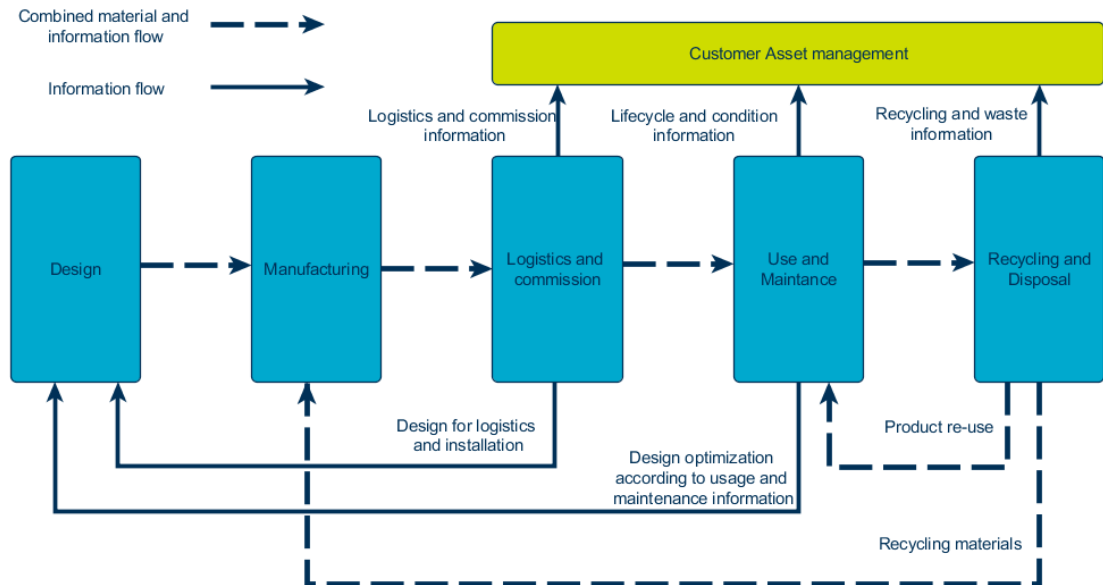 Combined material and
information flow
Information flow
Customer Asset management
Logistics and commission
information
Lifecycle and condition
information
Recycling and waste
information
Design
Manufacturing
Logistics and
commission
Use and
Maintance
Recycling and
Disposal
Design for logistics
and installation
Product re-use
Design optimization
according to usage and
maintenance information
Recycling materials